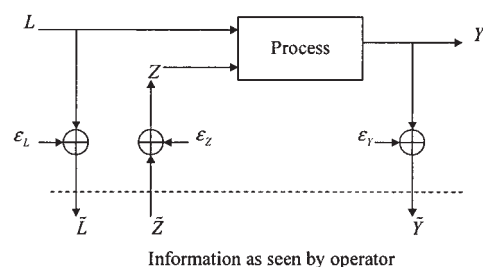 L
Process
Y
Z
ε_L
ε_Z
ε_Y
L̃
Z̃
Ỹ
Information as seen by operator